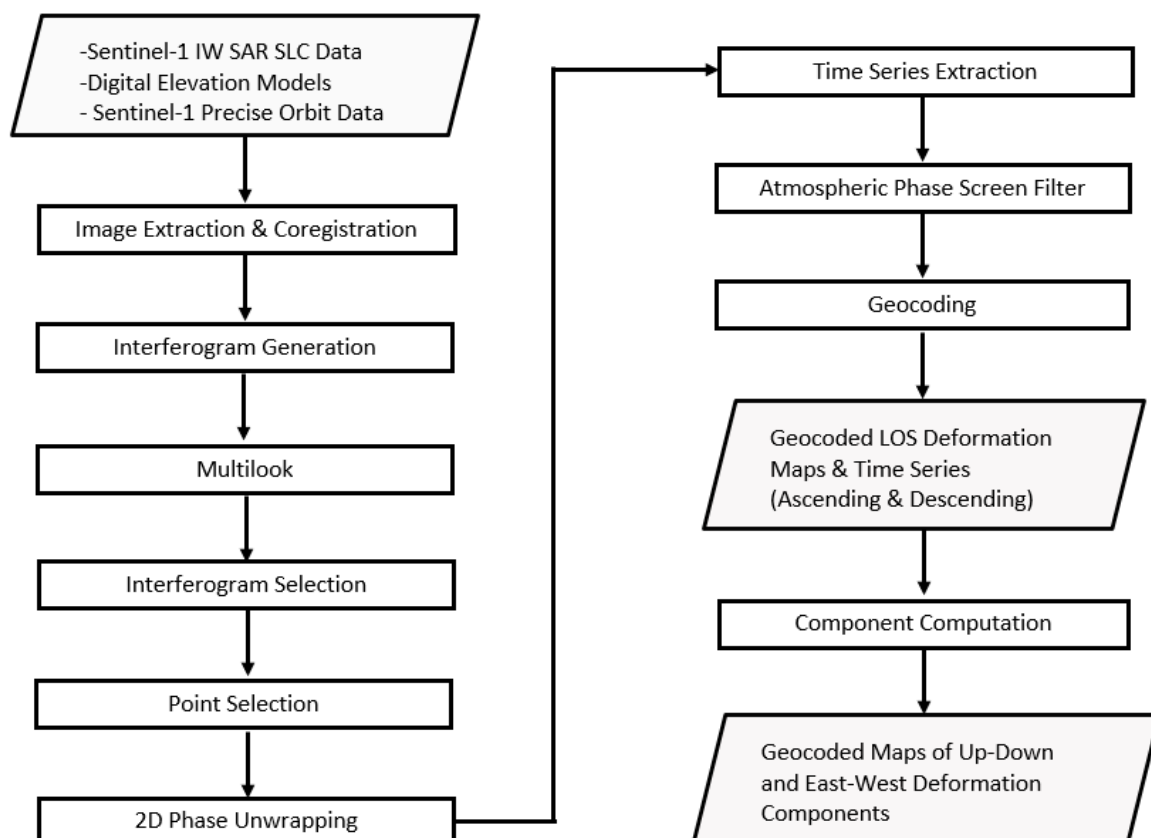 -Sentinel-1 IW SAR SLC Data
-Digital Elevation Models
- Sentinel-1 Precise Orbit Data
Image Extraction & Coregistration
Interferogram Generation
Multilook
Interferogram Selection
Point Selection
2D Phase Unwrapping
Time Series Extraction
Atmospheric Phase Screen Filter
Geocoding
Geocoded LOS Deformation
Maps & Time Series
(Ascending & Descending)
Component Computation
Geocoded Maps of Up-Down
and East-West Deformation
Components